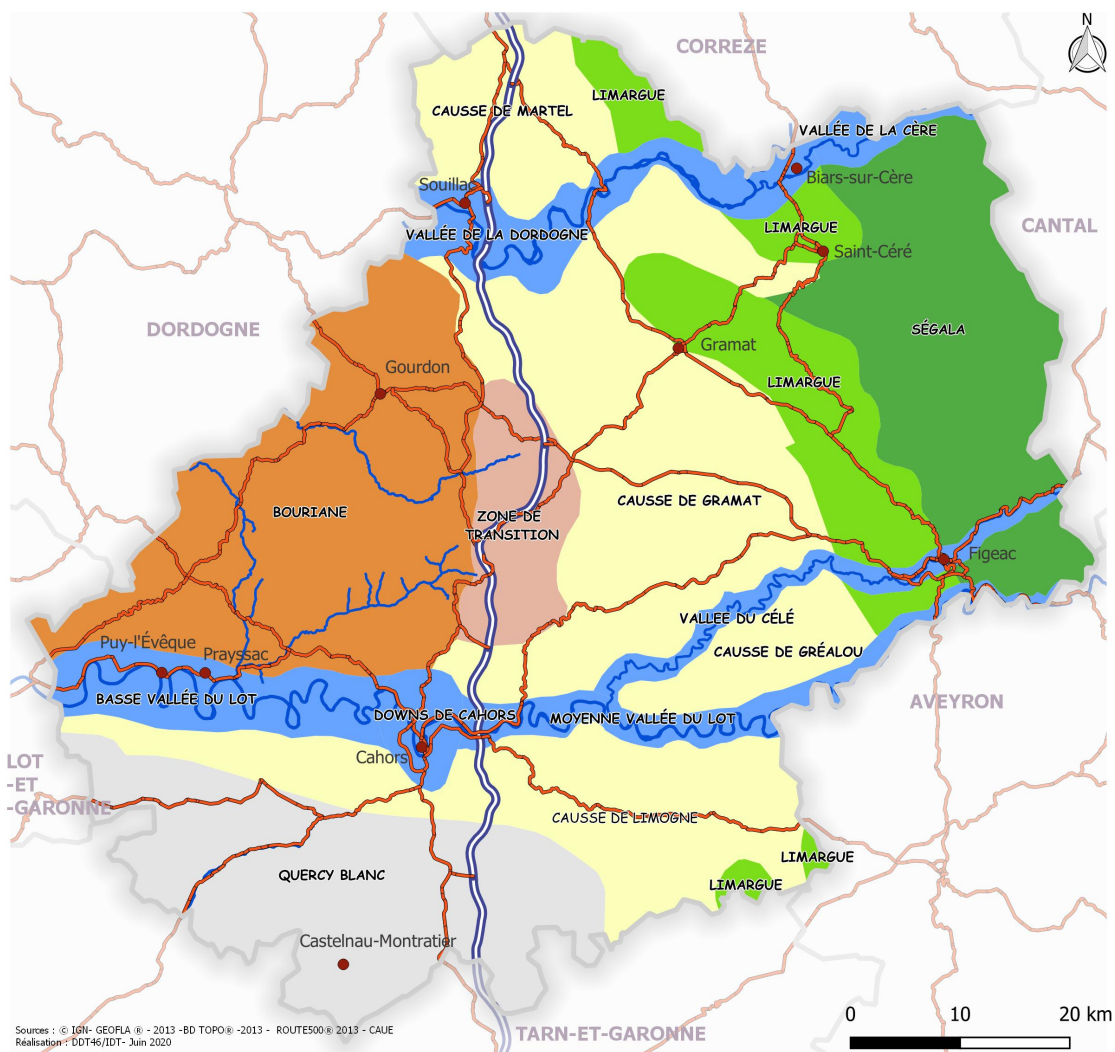 N
CORREZE
LIMARGUE
CAUSSE DE MARTEL
VALLÉE DE LA CÈRE
Biars-sur-Cère
Souillac
LIMARGUE
CANTAL
VALLÉE DE LA DORDOGNE
Saint-Céré
DORDOGNE
SÉGALA
Gramat
Gourdon
LIMARGUE
CAUSSE DE GRAMAT
BOURIANE
ZONE DE
TRANSITION
Figeac
VALLEE DU CÉLÉ
Puy-l'Évêque
Prayssac
CAUSSE DE GRÉALOU
BASSE VALLÉE DU LOT
DOWNS DE CAHORS
MOYENNE VALLÉE DU LOT
AVEYRON
Cahors
LOT
-ET
-GARONNE
CAUSSE DE LIMOGNE
LIMARGUE
QUERCY BLANC
LIMARGUE
Castelnau-Montratier
0 10 20 km
Sources : © IGN- GEOFLA ® - 2013 -BD TOPO® -2013 - ROUTE500® 2013 - CAUE
Réalisation : DDT46/IDT- Juin 2020
TARN-ET-GARONNE